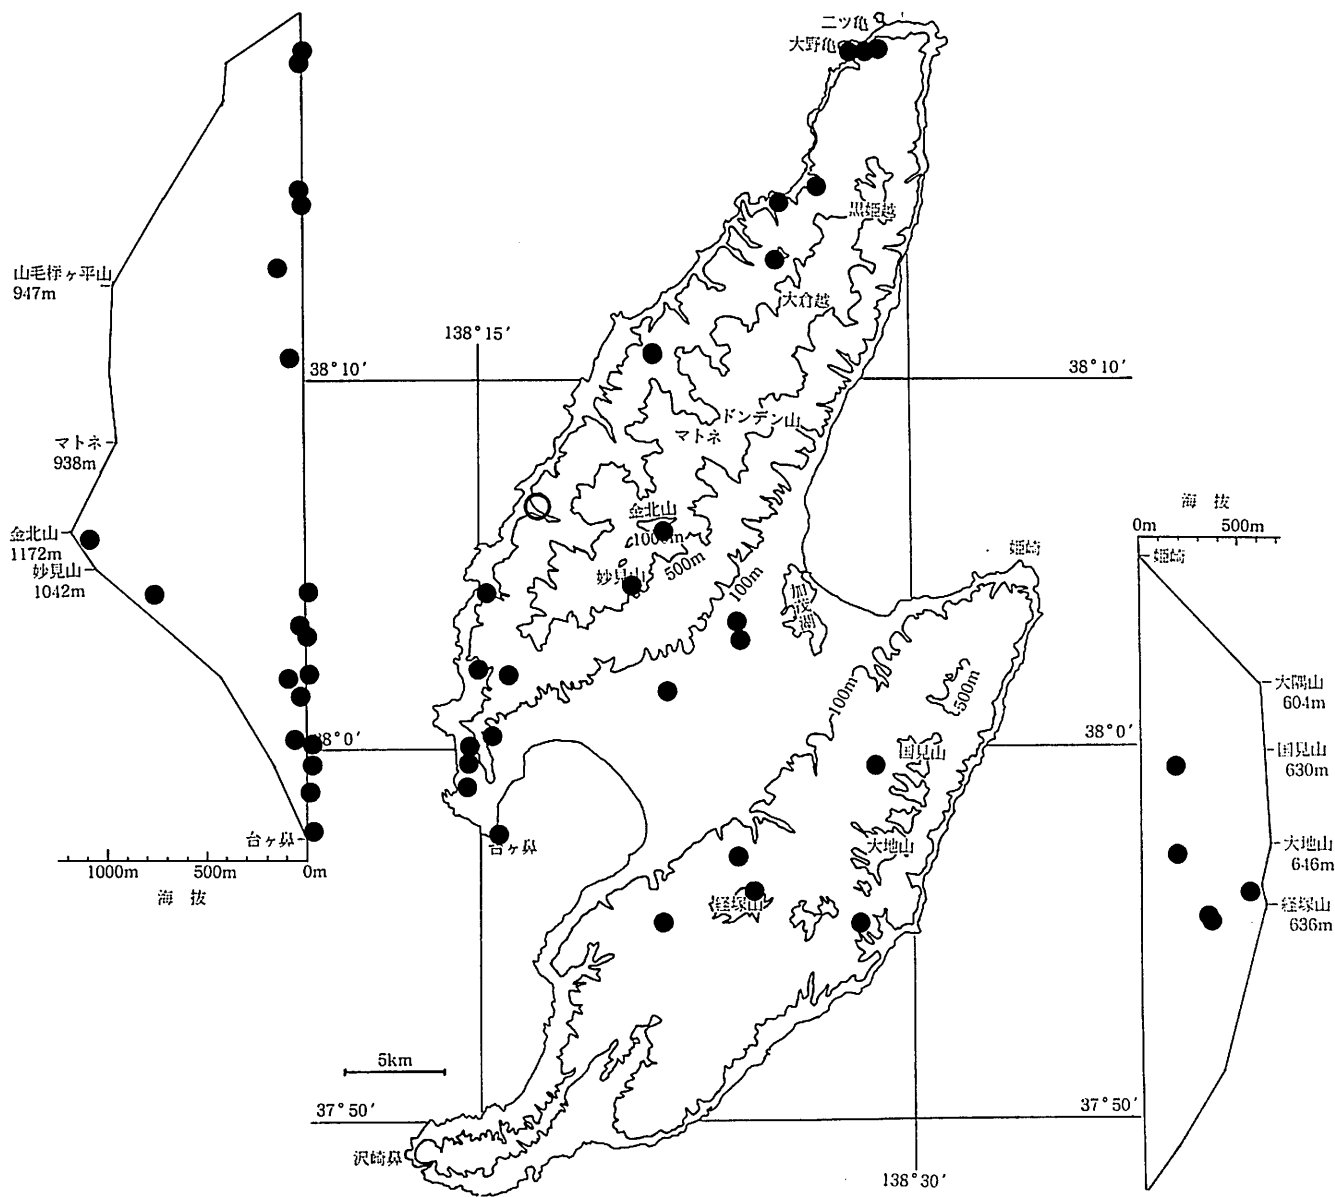 二ツ亀
大野亀
黒姫越
山毛欅ヶ平山
947m
大倉越
138°15′
38°10′
38°10′
ドンデン山
マトネ
マトネ
938m
海 抜
0m 500m
金北山
1172m
金北山
1000m
妙見山
1042m
妙見山
500m
100m
加茂湖
姫崎
姫崎
大隅山
604m
100m
500m
38°0′
38°0′
国見山
国見山
630m
台ヶ鼻
台ヶ鼻
大地山
大地山
646m
1000m 500m 0m
海 抜
経塚山
経塚山
636m
5km
37°50′
37°50′
沢崎鼻
138°30′